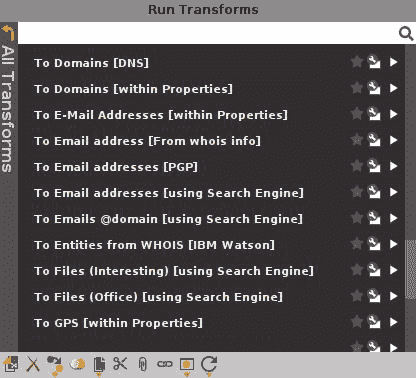 Run Transforms
All Transforms
To Domains [DNS]
To Domains [within Properties]
To E-Mail Addresses [within Properties]
To Email address [From whois info]
To Email addresses [PGP]
To Email addresses [using Search Engine]
To Emails @domain [using Search Engine]
To Entities from WHOIS [IBM Watson]
To Files (Interesting) [using Search Engine]
To Files (Office) [using Search Engine]
To GPS [within Properties]